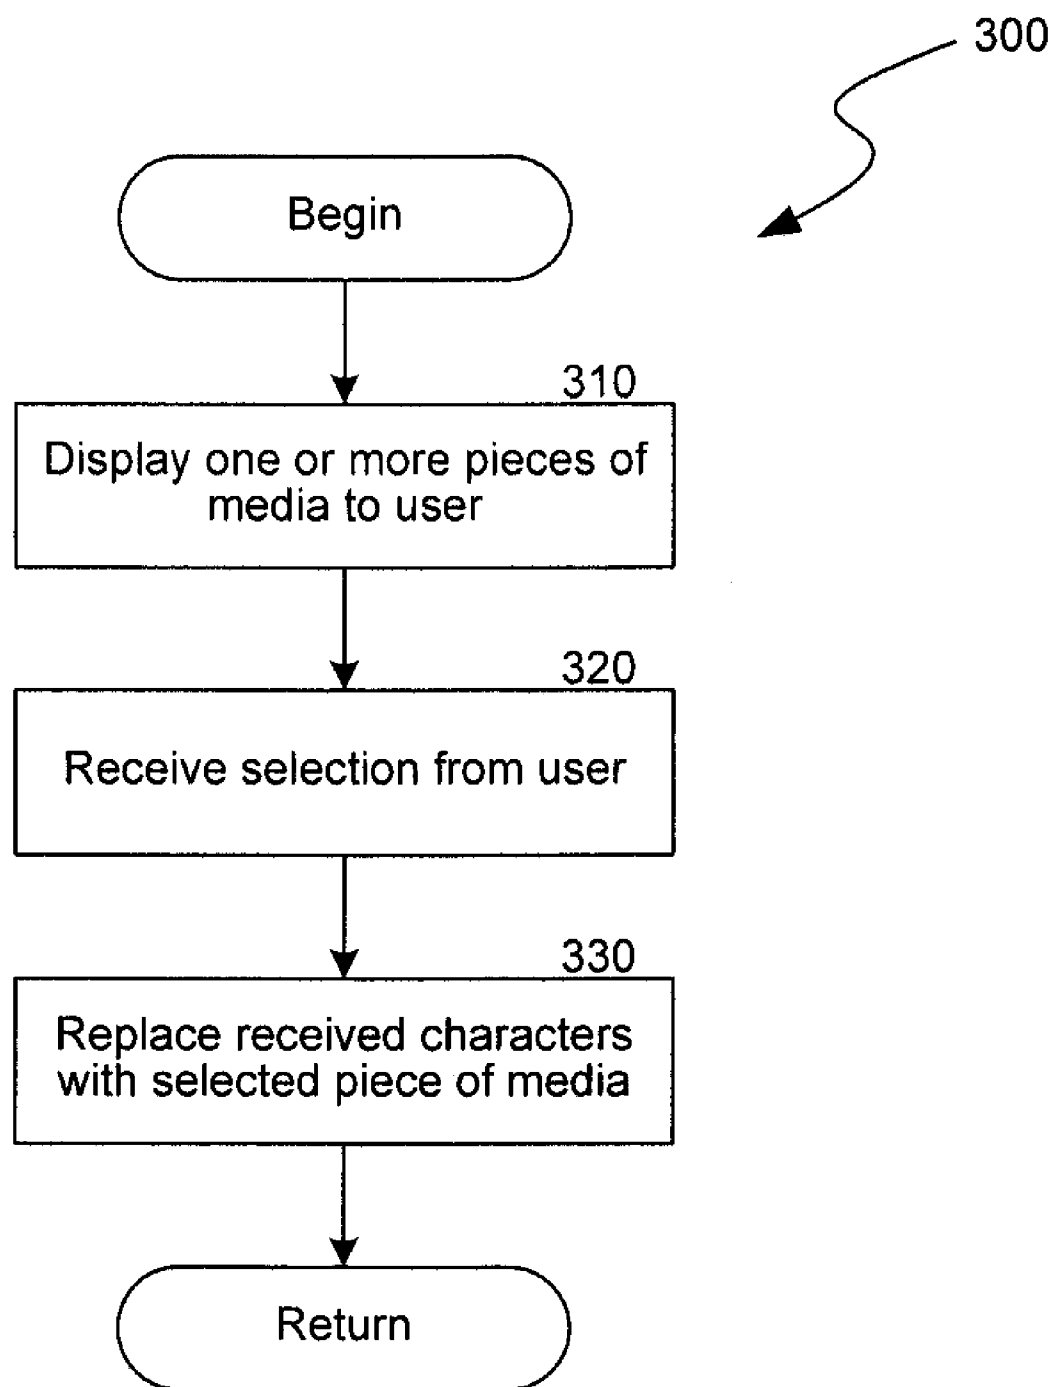 300
Begin
310
Display one or more pieces of
media to user
320
Receive selection from user
330
Replace received characters
with selected piece of media
Return